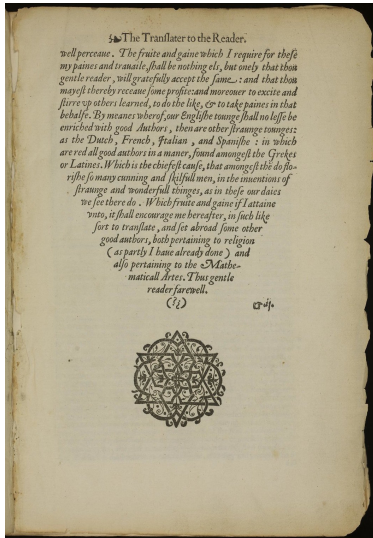 ❧The Translater to the Reader.
well perceaue. The fruite and gaine which I require for these
my paines and trauaile, shall be nothing els, but onely that thou
gentle reader, will gratefully accept the same: and that thou
mayest thereby receaue some profite: and moreouer to excite and
stirre vp others learned, to do the like, & to take paines in that
behalfe. By meanes wherof, our Englishe tounge shall no lesse be
enriched with good Authors, then are other straunge tounges:
as the Dutch, French, Italian, and Spanishe: in which
are red all good authors in a maner, found amongest the Grekes
or Latines. Which is the chiefest cause, that amongest thē do flo-
rishe so many cunning and skilfull men, in the inuentions of
straunge and wonderfull thinges, as in these our daies
we see there do. Which fruite and gaine if I attaine
vnto, it shall encourage me hereafter, in such like
sort to translate, and set abroad some other
good authors, both pertaining to religion
(as partly I haue already done) and
also pertaining to the Mathe-
maticall Artes. Thus gentle
reader farewell.
(?¿)
☞.ij.